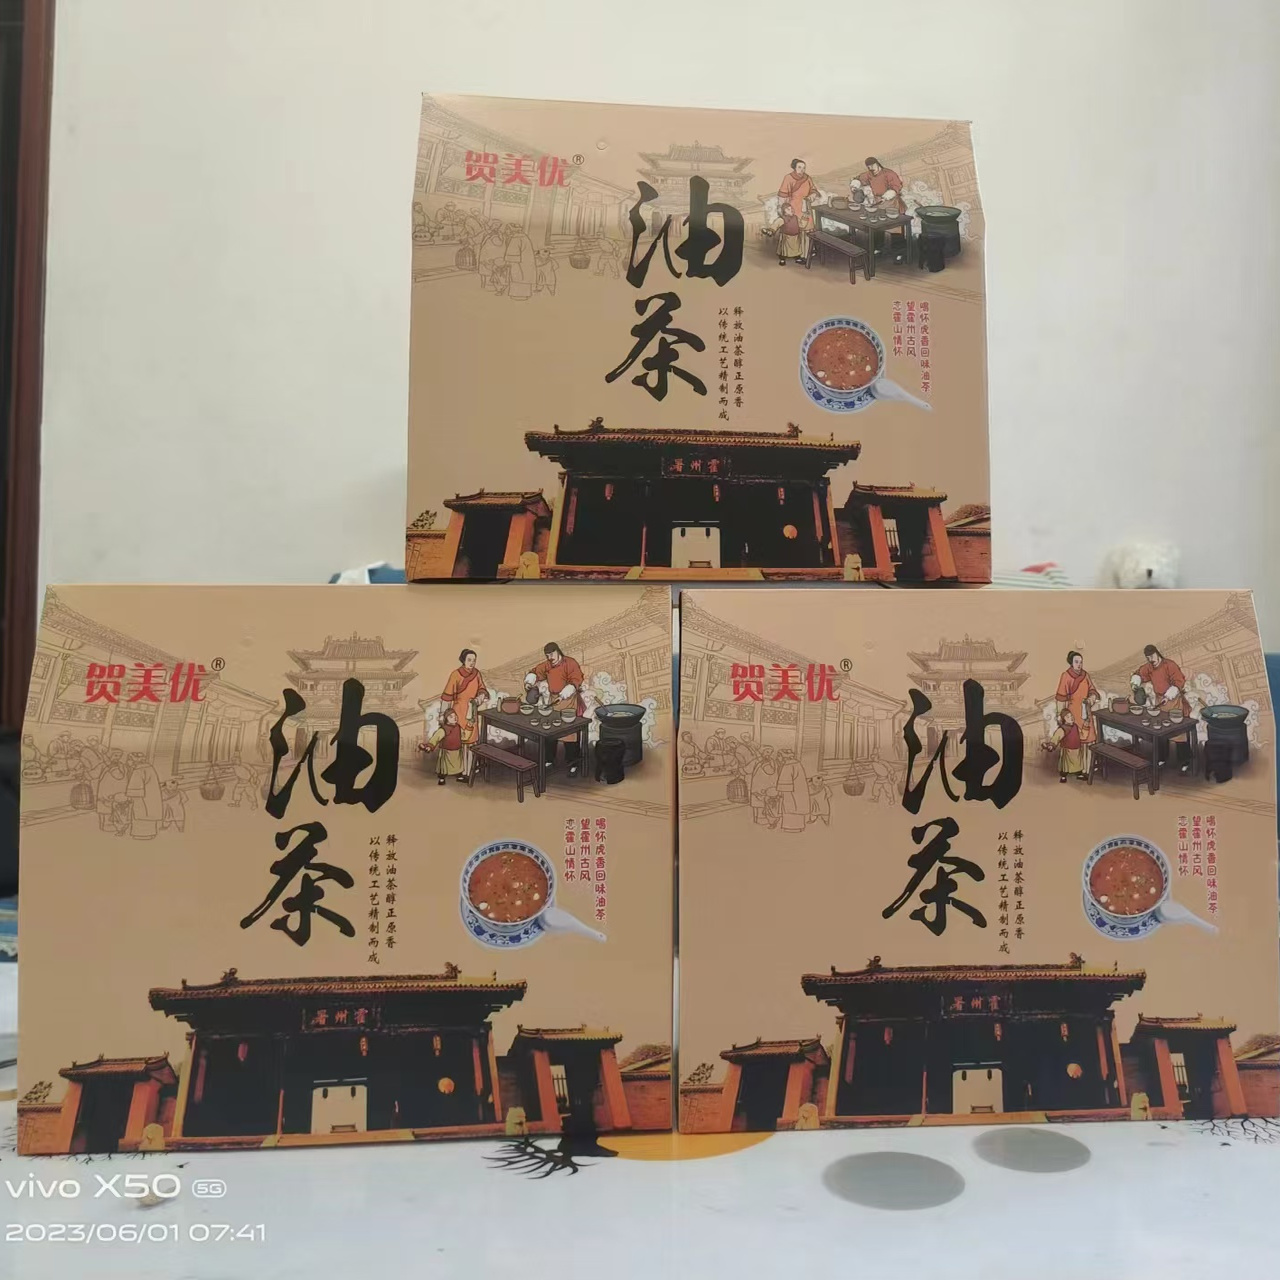 贺美优®
油茶
释放油茶醇正原香
以传统工艺精制而成
喝怀虎香回味油茶
望霍州古风
恋霍山情怀
署州霍
贺美优®
油茶
释放油茶醇正原香
以传统工艺精制而成
喝怀虎香回味油茶
望霍州古风
恋霍山情怀
署州霍
贺美优®
油茶
释放油茶醇正原香
以传统工艺精制而成
喝怀虎香回味油茶
望霍州古风
恋霍山情怀
署州霍
vivo X50 5G
2023/06/01 07:41